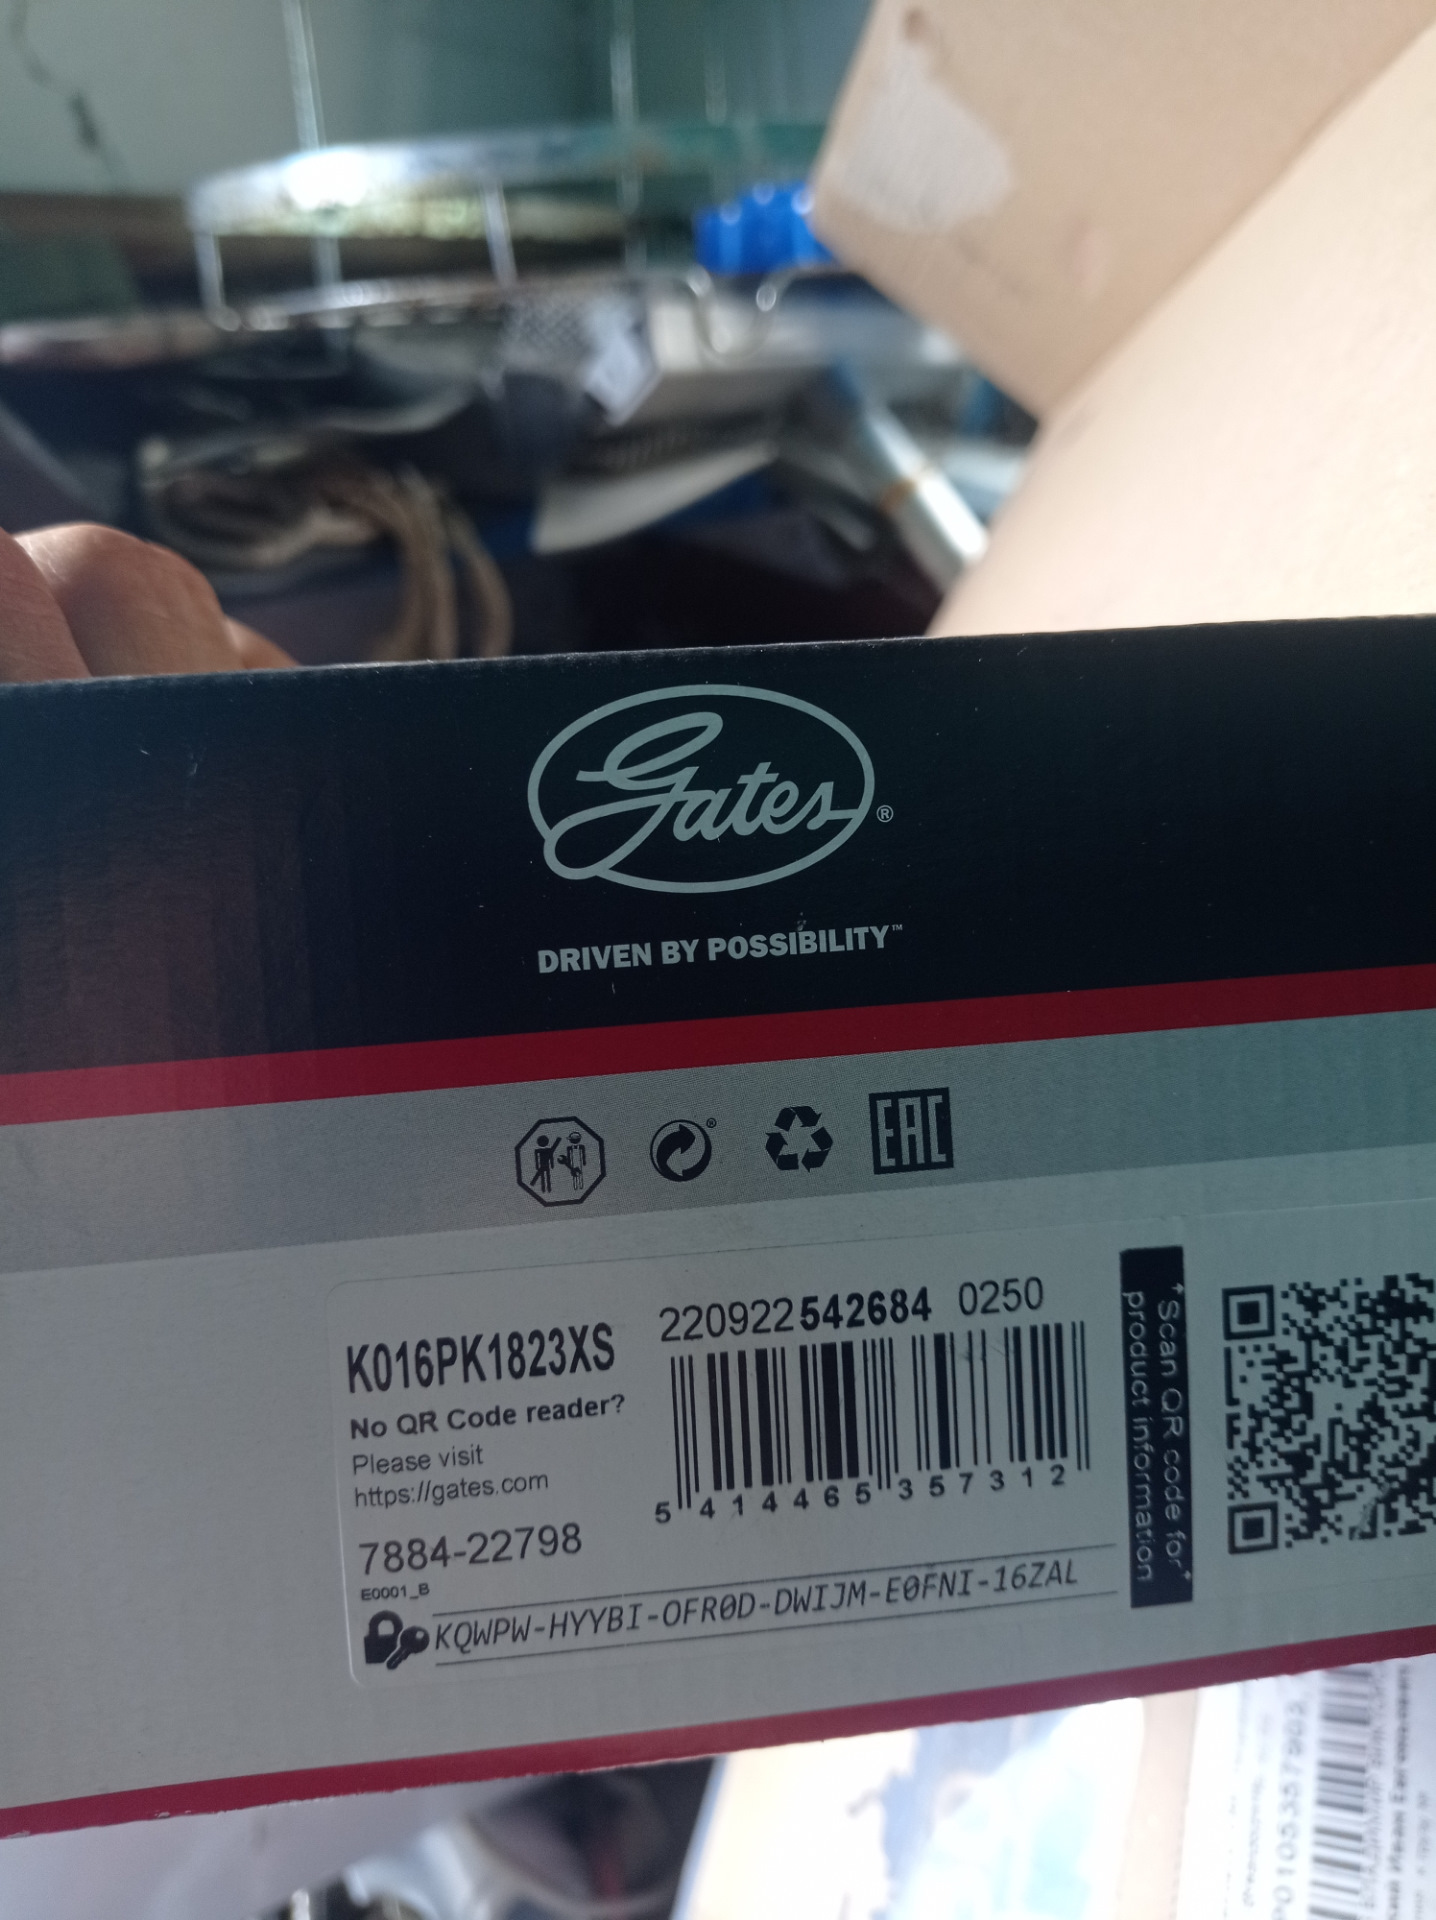 Gates®
DRIVEN BY POSSIBILITY™
EAC
K016PK1823XS
No QR Code reader?
Please visit
https://gates.com
7884-22798
E0001_B
KQWPW-HYYBI-OFR0D-DWIJM-E0FNI-16ZAL
220922542684 0250
5 414465 357312
Scan QR code for
product information